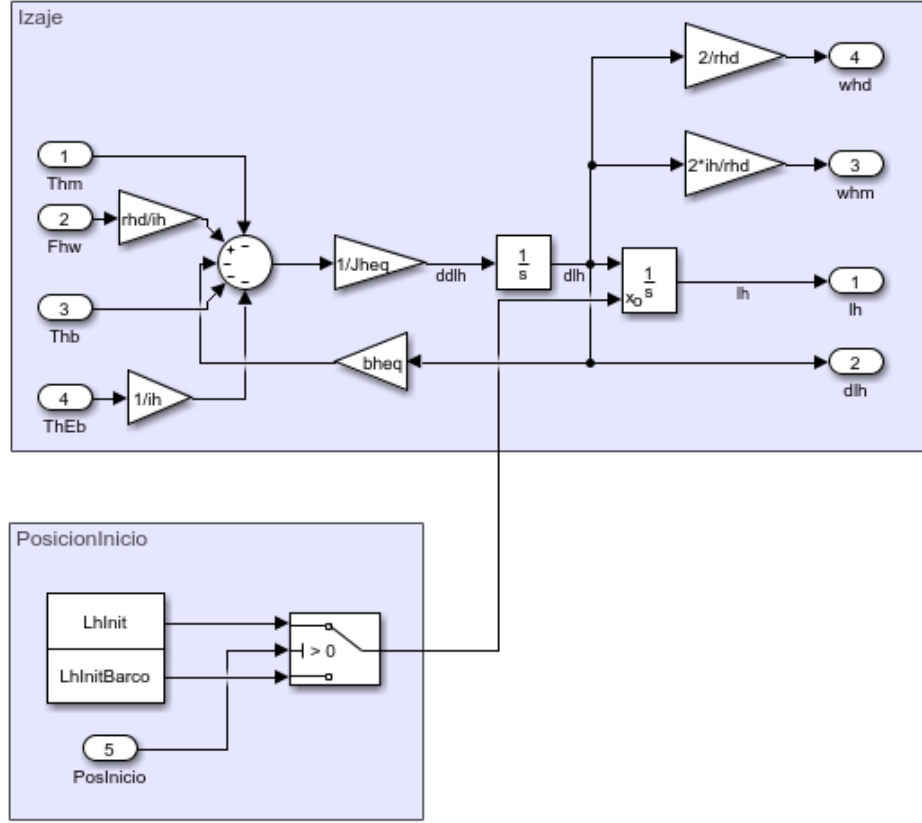 Izaje
2/rhd
4
whd
1
Thm
2*ih/rhd
3
whm
2
Fhw
rhd/ih
-
+
-
-
-
1/Jheq
ddlh
1
s
dlh
1
s
xo
lh
1
lh
3
Thb
bheq
2
dlh
4
ThEb
1/ih
PosicionInicio
LhInit
> 0
LhInitBarco
5
PosInicio